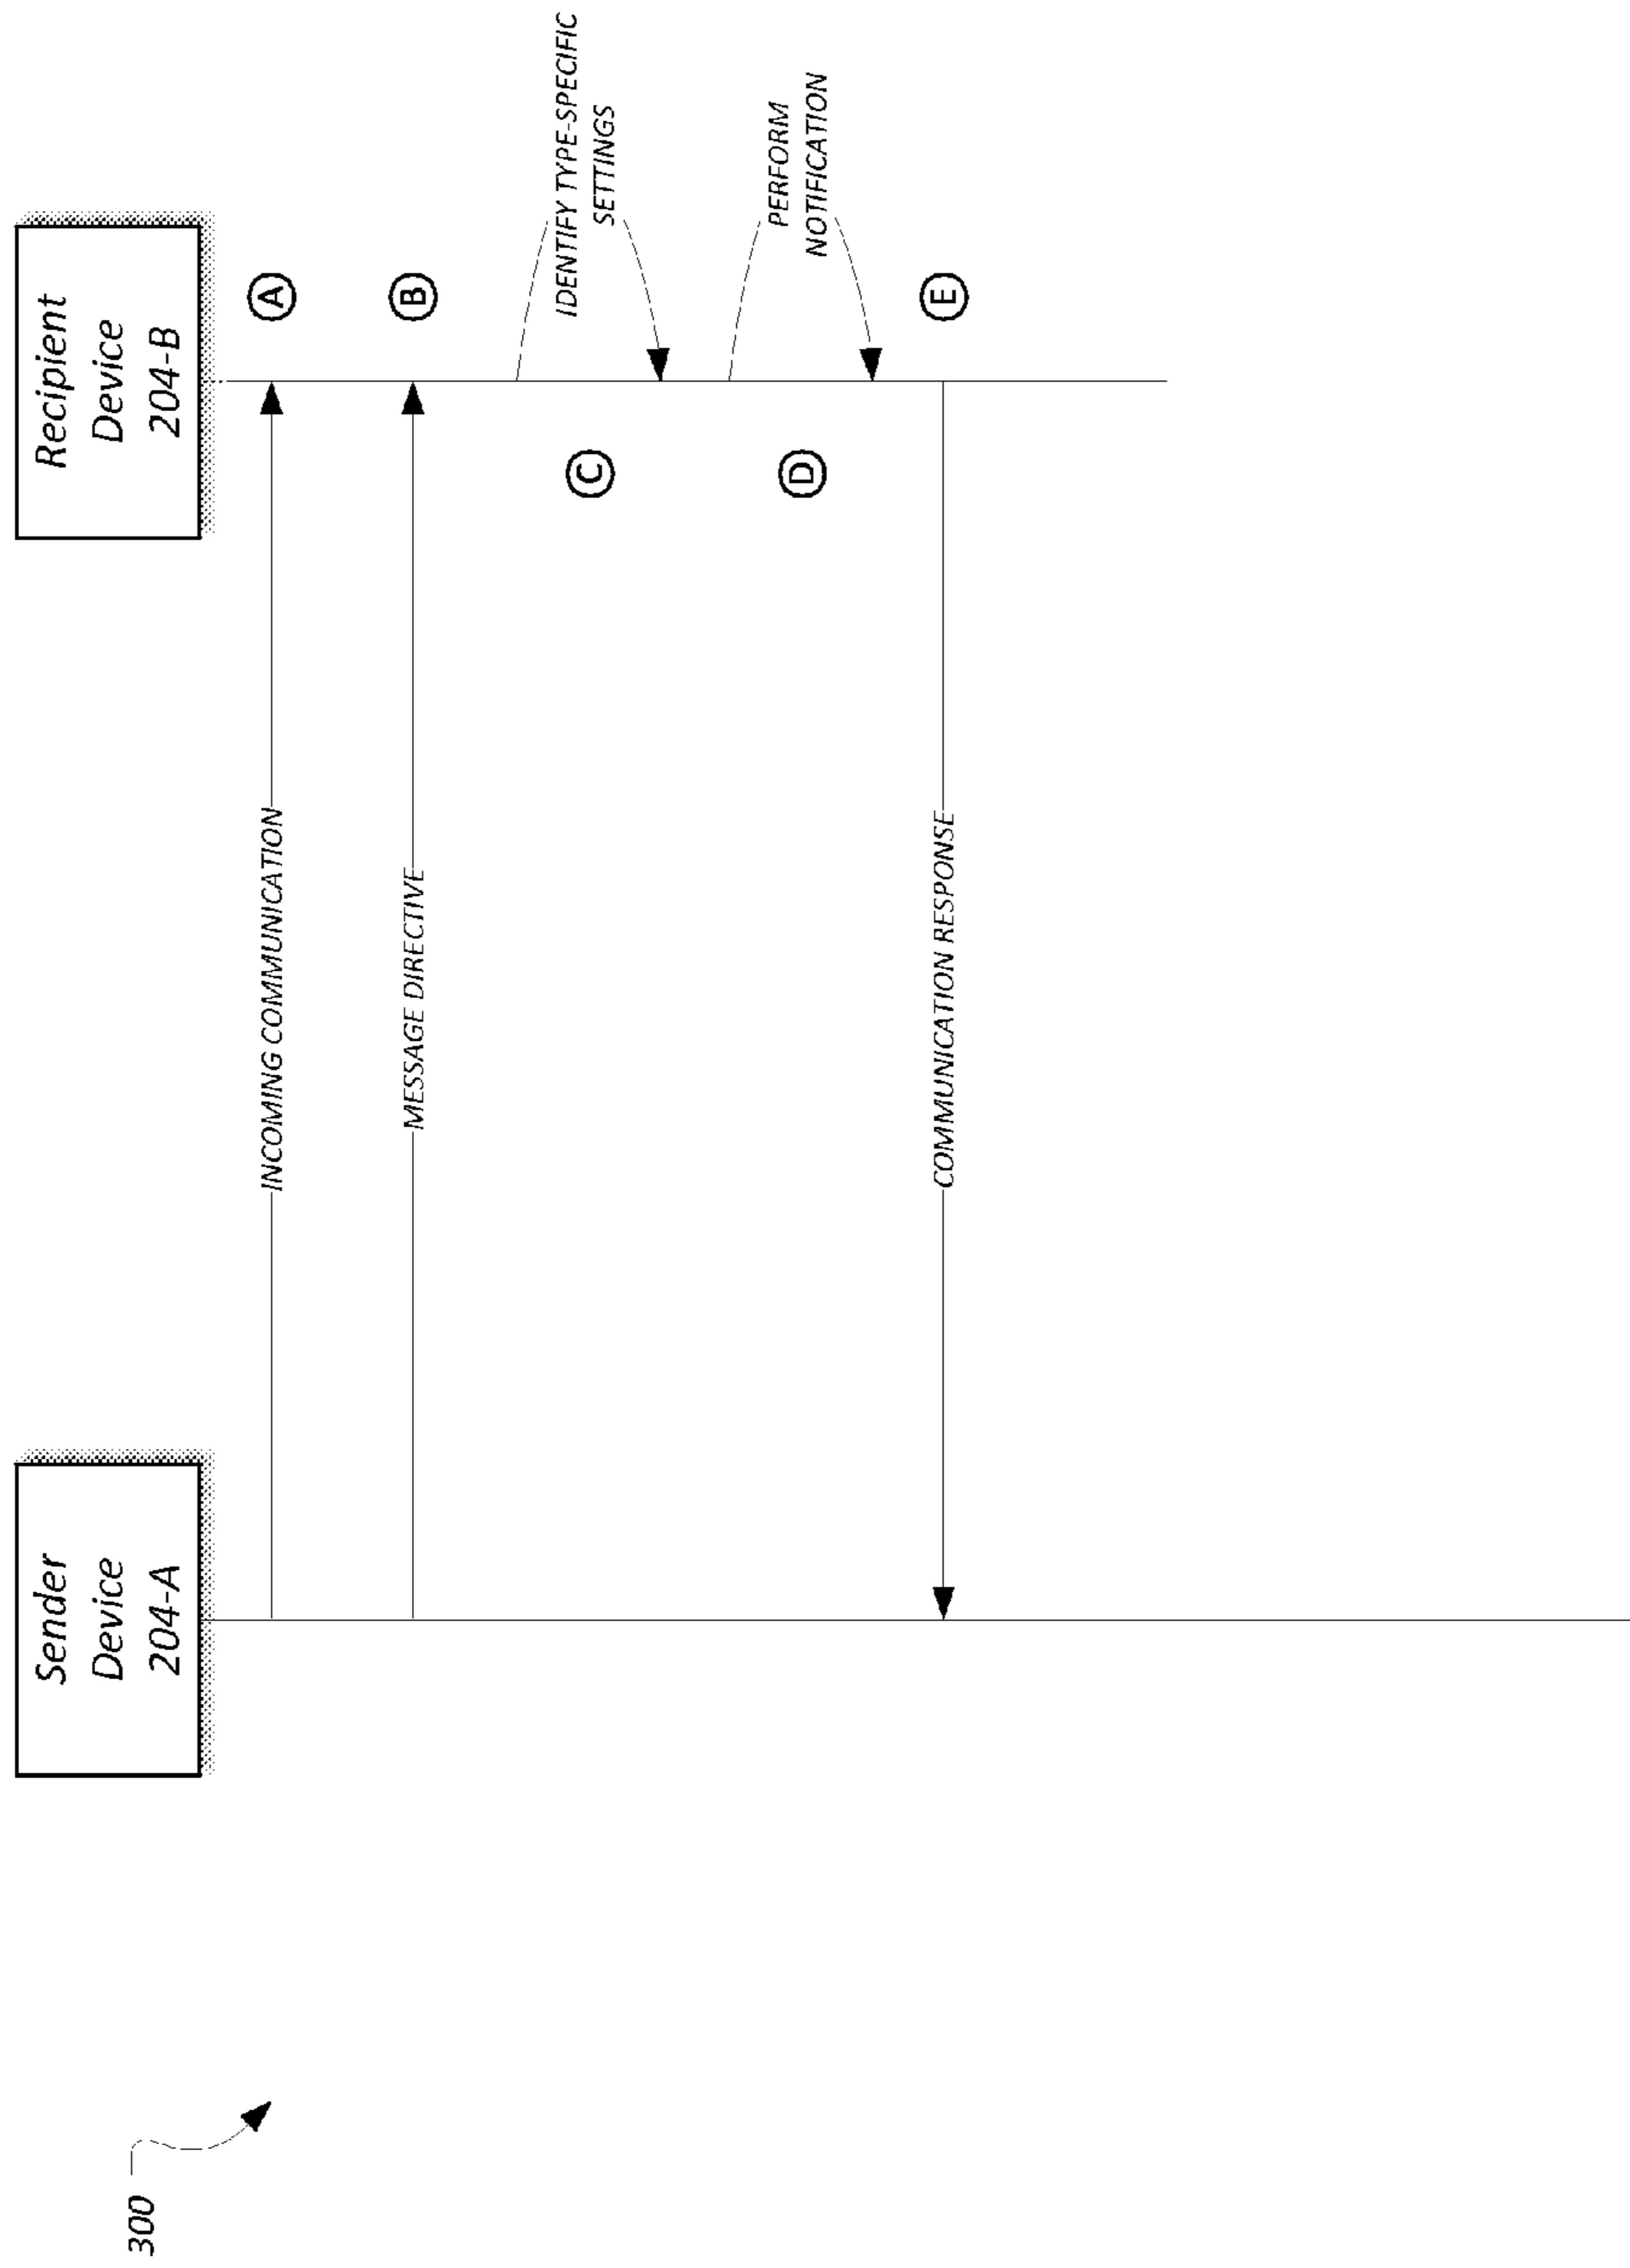 300
Sender
Device
204-A
Recipient
Device
204-B
INCOMING COMMUNICATION
A
MESSAGE DIRECTIVE
B
C
IDENTIFY TYPE-SPECIFIC
SETTINGS
D
PERFORM
NOTIFICATION
COMMUNICATION RESPONSE
E